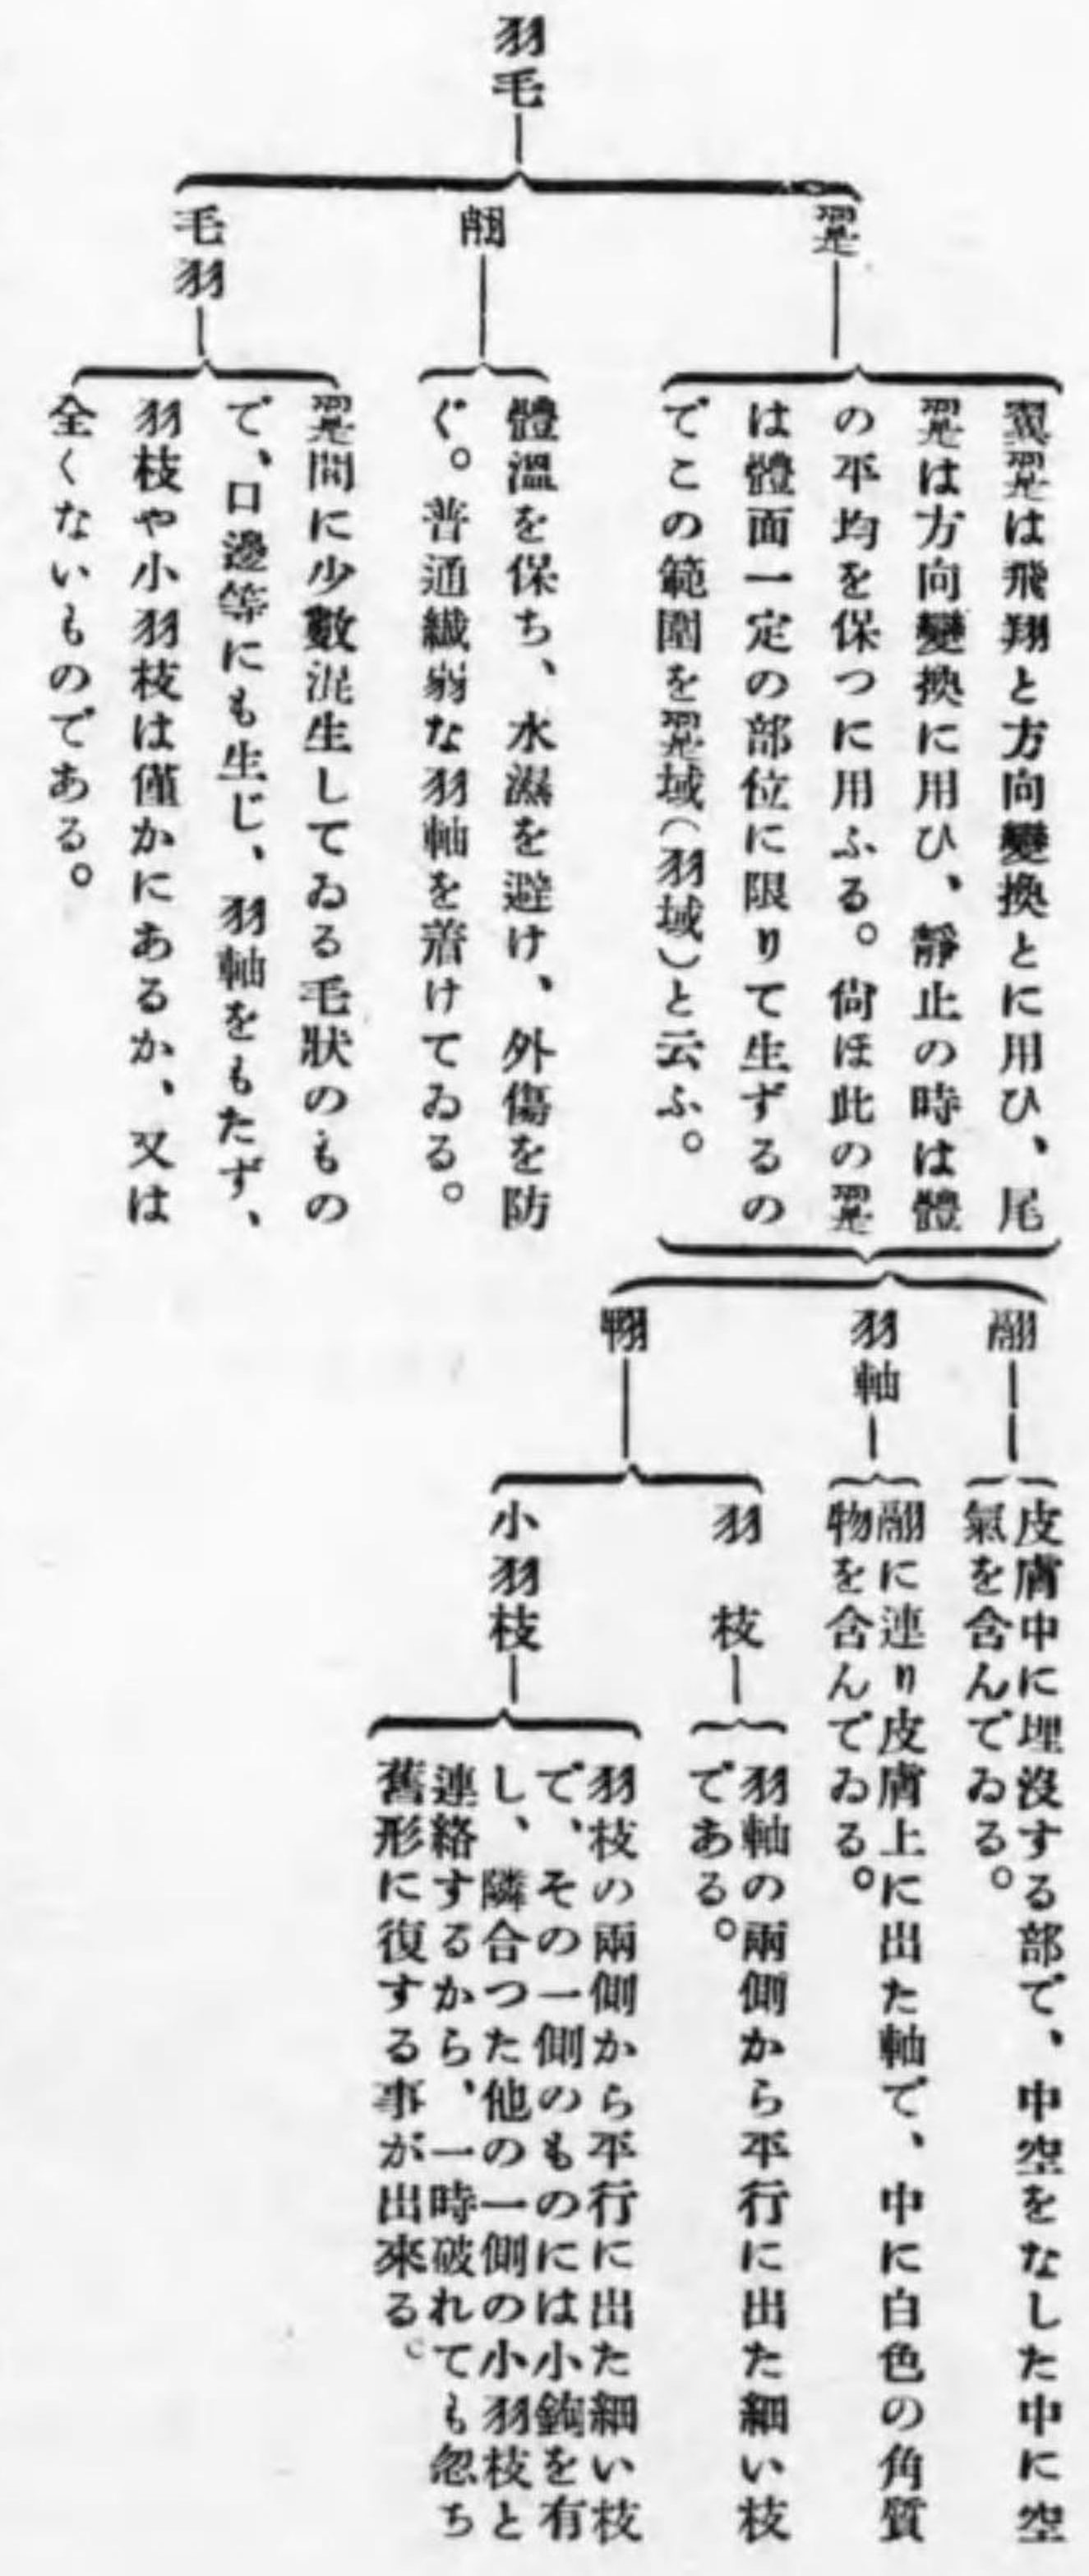 羽毛
翨
翼翨は飛翔と方向變換とに用ひ、尾
翨は方向變換に用ひ、靜止の時は體
の平均を保つに用ふる。尙ほ此の翨
は體面一定の部位に限りて生ずるの
でこの範圍を翨域(羽域)と云ふ。
翮
皮膚中に埋沒する部で、中空をなした中に空
氣を含んでゐる。
羽軸
翮に連り皮膚上に出た軸で、中に白色の角質
物を含んでゐる。
翈
羽枝
羽軸の兩側から平行に出た細い枝
である。
小羽枝
羽枝の兩側から平行に出た細い枝
で、その一側のものには小鉤を有
し、隣合つた他の一側の小羽枝と
連絡するから、一時破れても忽ち
舊形に復する事が出來る。
體溫を保ち、水濕を避け、外傷を防
ぐ。普通纖弱な羽軸を着けてゐる。
毛羽
翨間に少數混生してゐる毛狀のもの
で、口邊等にも生じ、羽軸をもたず、
羽枝や小羽枝は僅かにあるか、又は
全くないものである。